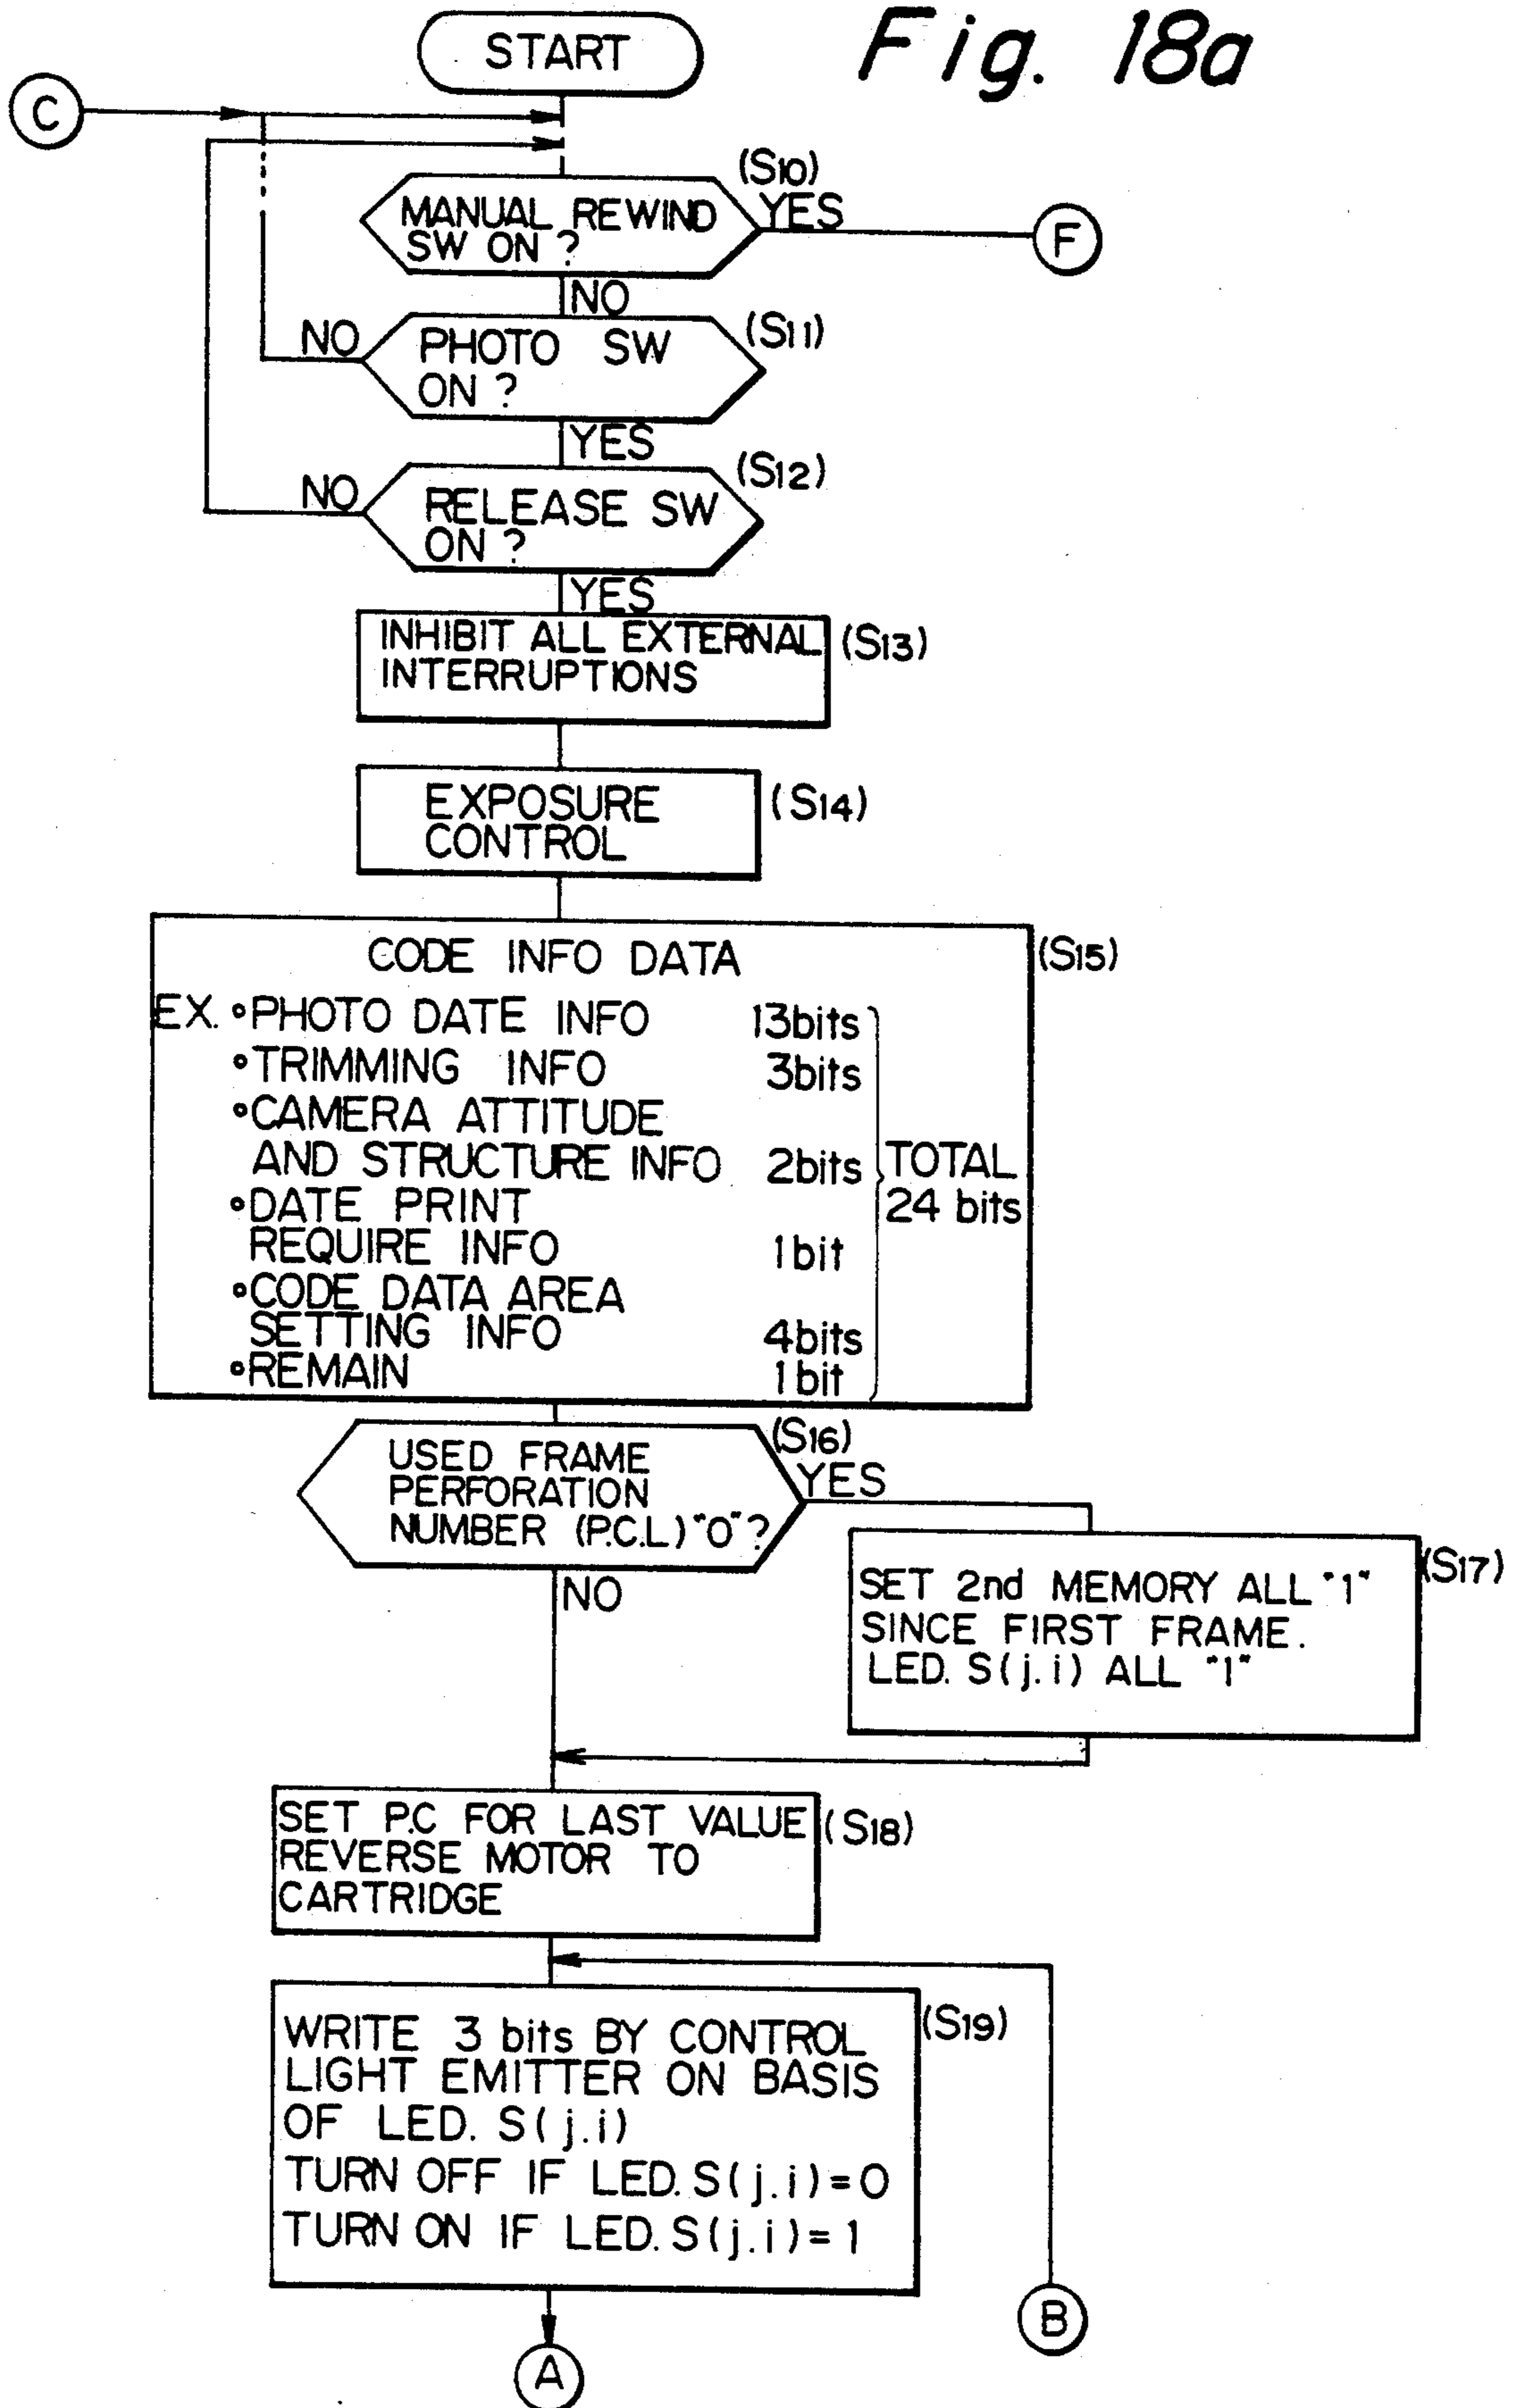 Fig. 18a
START
C
(S10)
MANUAL REWIND
SW ON ?
YES
F
NO
(S11)
NO
PHOTO SW
ON ?
YES
(S12)
NO
RELEASE SW
ON ?
YES
INHIBIT ALL EXTERNAL
INTERRUPTIONS
(S13)
EXPOSURE
CONTROL
(S14)
CODE INFO DATA
(S15)
EX. •PHOTO DATE INFO 13bits
•TRIMMING INFO 3bits
•CAMERA ATTITUDE
AND STRUCTURE INFO 2bits
•DATE PRINT
REQUIRE INFO 1bit
•CODE DATA AREA
SETTING INFO 4bits
•REMAIN 1bit
TOTAL
24 bits
(S16)
USED FRAME
PERFORATION
NUMBER (P.C.L) "0" ?
YES
NO
(S17)
SET 2nd MEMORY ALL "1"
SINCE FIRST FRAME.
LED. S(j.i) ALL "1"
SET P.C FOR LAST VALUE
REVERSE MOTOR TO
CARTRIDGE
(S18)
WRITE 3 bits BY CONTROL
LIGHT EMITTER ON BASIS
OF LED. S(j.i)
TURN OFF IF LED. S(j.i)=0
TURN ON IF LED. S(j.i)=1
(S19)
B
A